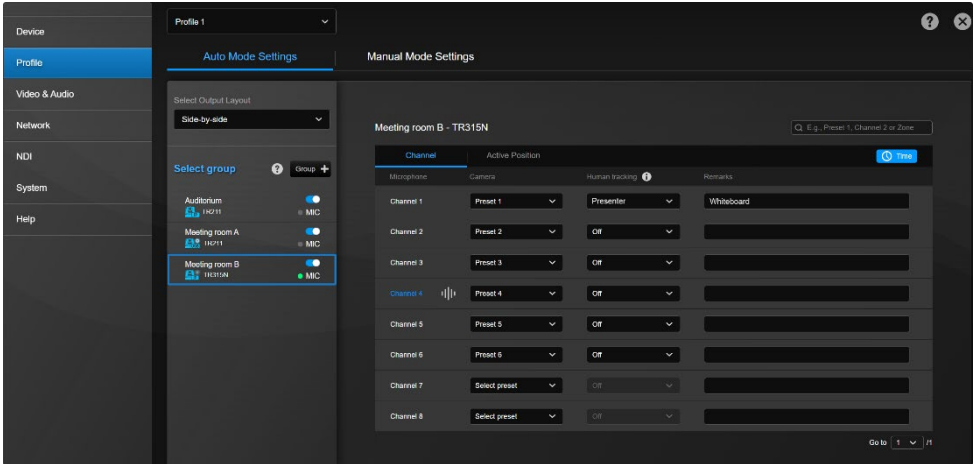 Device
Profile
Video & Audio
Network
NDI
System
Help
Profile 1
Auto Mode Settings
Manual Mode Settings
Select Output Layout
Side-by-side
Select group ? Group +
Auditorium
TR211 MIC
Meeting room A
TR211 MIC
Meeting room B
TR315N MIC
Meeting room B - TR315N
E.g., Preset 1, Channel 2 or Zone
Channel Active Position Time
Microphone Camera Human tracking Remarks
Channel 1 Preset 1 Presenter Whiteboard
Channel 2 Preset 2 Off
Channel 3 Preset 3 Off
Channel 4 Preset 4 Off
Channel 5 Preset 5 Off
Channel 6 Preset 6 Off
Channel 7 Select preset Off
Channel 8 Select preset Off
Go to 1 /1